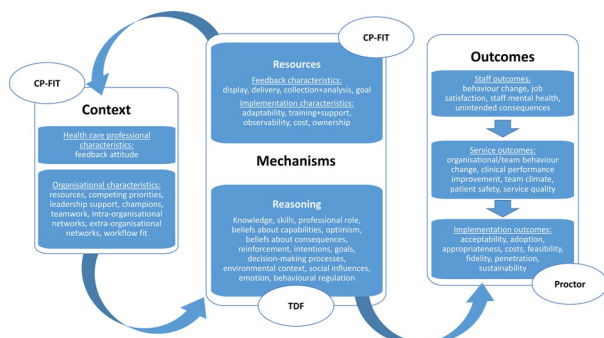 CP-FIT
Context
Health care professional
characteristics:
feedback attitude
Organisational characteristics:
resources, competing priorities,
leadership support, champions,
teamwork, intra-organisational
networks, extra-organisational
networks, workflow fit
CP-FIT
Resources
Feedback characteristics:
display, delivery, collection+analysis, goal
Implementation characteristics:
adaptability, training+support,
observability, cost, ownership
Mechanisms
Reasoning
Knowledge, skills, professional role,
beliefs about capabilities, optimism,
beliefs about consequences,
reinforcement, intentions, goals,
decision-making processes,
environmental context, social influences,
emotion, behavioural regulation
TDF
Outcomes
Staff outcomes:
behaviour change, job
satisfaction, staff mental health,
unintended consequences
Service outcomes:
organisational/team behaviour
change, clinical performance
improvement, team climate,
patient safety, service quality
Implementation outcomes:
acceptability, adoption,
appropriateness, costs, feasibility,
fidelity, penetration,
sustainability
Proctor